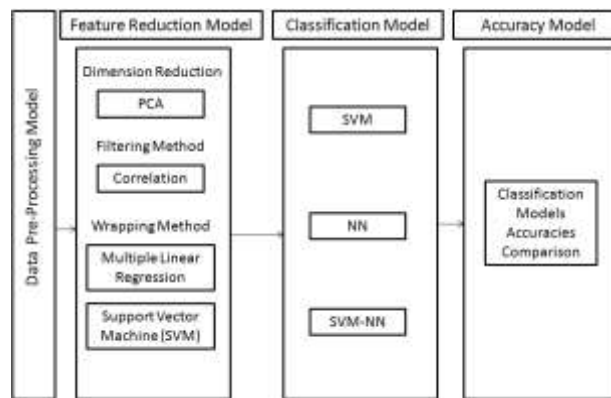 Data Pre-Processing Model
Feature Reduction Model
Dimension Reduction
PCA
Filtering Method
Correlation
Wrapping Method
Multiple Linear
Regression
Support Vector
Machine (SVM)
Classification Model
SVM
NN
SVM-NN
Accuracy Model
Classification
Models
Accuracies
Comparison